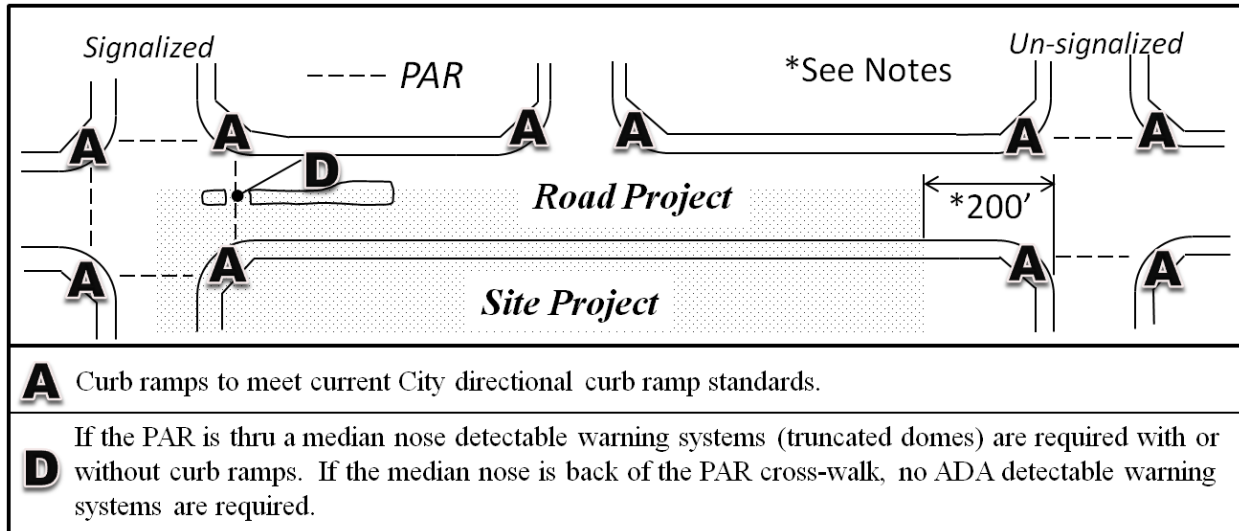 Signalized
Un-signalized
---- PAR
*See Notes
A
A
A
A
A
A
D
Road Project
*200'
A
A
A
A
Site Project
A Curb ramps to meet current City directional curb ramp standards.
D If the PAR is thru a median nose detectable warning systems (truncated domes) are required with or
without curb ramps. If the median nose is back of the PAR cross-walk, no ADA detectable warning
systems are required.